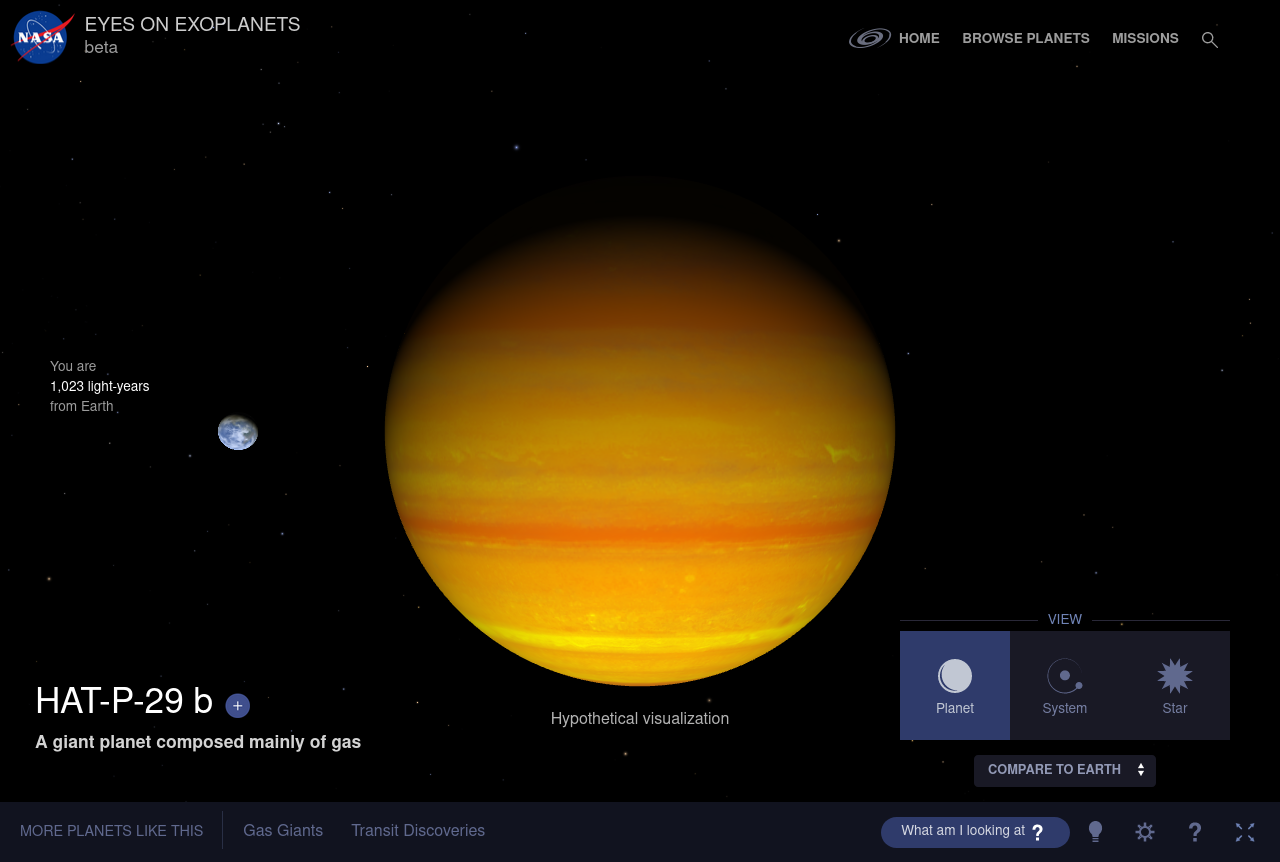 NASA
EYES ON EXOPLANETS
beta
HOME
BROWSE PLANETS
MISSIONS
You are
1,023 light-years
from Earth
VIEW
Planet
System
Star
HAT-P-29 b +
A giant planet composed mainly of gas
Hypothetical visualization
COMPARE TO EARTH
MORE PLANETS LIKE THIS
Gas Giants
Transit Discoveries
What am I looking at ?
?